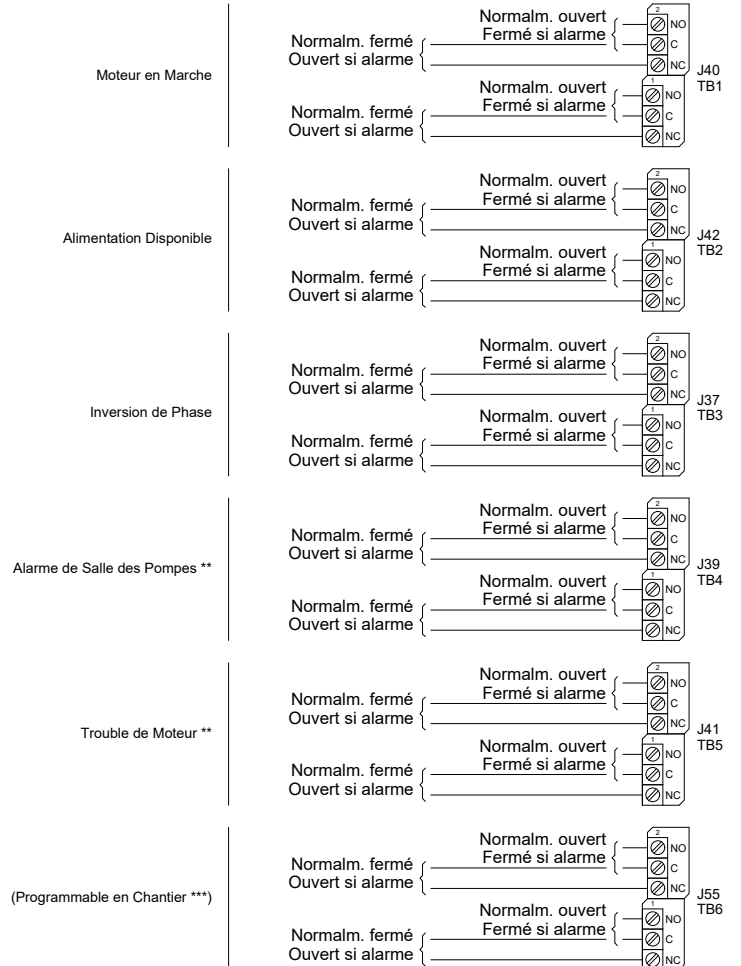 Moteur en Marche
2
Normalm. ouvert
Fermé si alarme
NO
Normalm. fermé
Ouvert si alarme
C
NC
J40
TB1
1
Normalm. ouvert
Fermé si alarme
NO
Normalm. fermé
Ouvert si alarme
C
NC
Alimentation Disponible
2
Normalm. ouvert
Fermé si alarme
NO
Normalm. fermé
Ouvert si alarme
C
NC
J42
TB2
1
Normalm. ouvert
Fermé si alarme
NO
Normalm. fermé
Ouvert si alarme
C
NC
Inversion de Phase
2
Normalm. ouvert
Fermé si alarme
NO
Normalm. fermé
Ouvert si alarme
C
NC
J37
TB3
1
Normalm. ouvert
Fermé si alarme
NO
Normalm. fermé
Ouvert si alarme
C
NC
Alarme de Salle des Pompes **
2
Normalm. ouvert
Fermé si alarme
NO
Normalm. fermé
Ouvert si alarme
C
NC
J39
TB4
1
Normalm. ouvert
Fermé si alarme
NO
Normalm. fermé
Ouvert si alarme
C
NC
Trouble de Moteur **
2
Normalm. ouvert
Fermé si alarme
NO
Normalm. fermé
Ouvert si alarme
C
NC
J41
TB5
1
Normalm. ouvert
Fermé si alarme
NO
Normalm. fermé
Ouvert si alarme
C
NC
(Programmable en Chantier ***)
2
Normalm. ouvert
Fermé si alarme
NO
Normalm. fermé
Ouvert si alarme
C
NC
J55
TB6
1
Normalm. ouvert
Fermé si alarme
NO
Normalm. fermé
Ouvert si alarme
C
NC